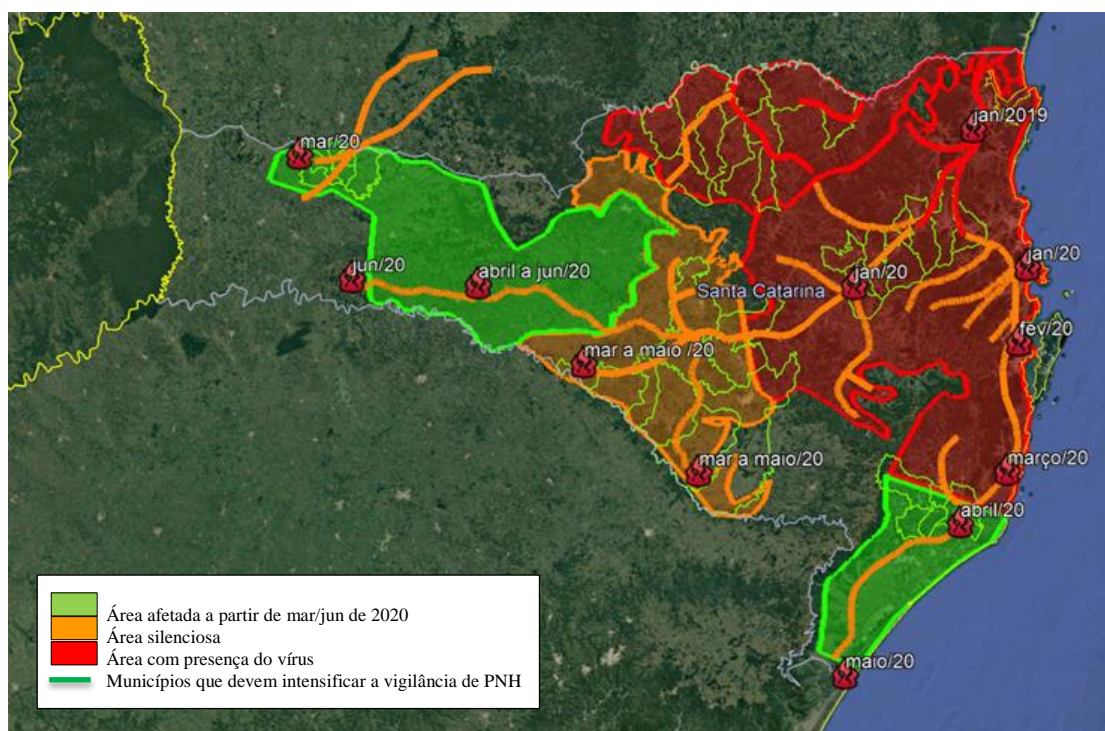 jan/2019
mar/20
jun/20
abril a jun/20
Santa Catarina
jan/20
jan/20
fev/20
mar a maio /20
mar a maio/20
março/20
abril/20
maio/20
Área afetada a partir de mar/jun de 2020
Área silenciosa
Área com presença do vírus
Municípios que devem intensificar a vigilância de PNH